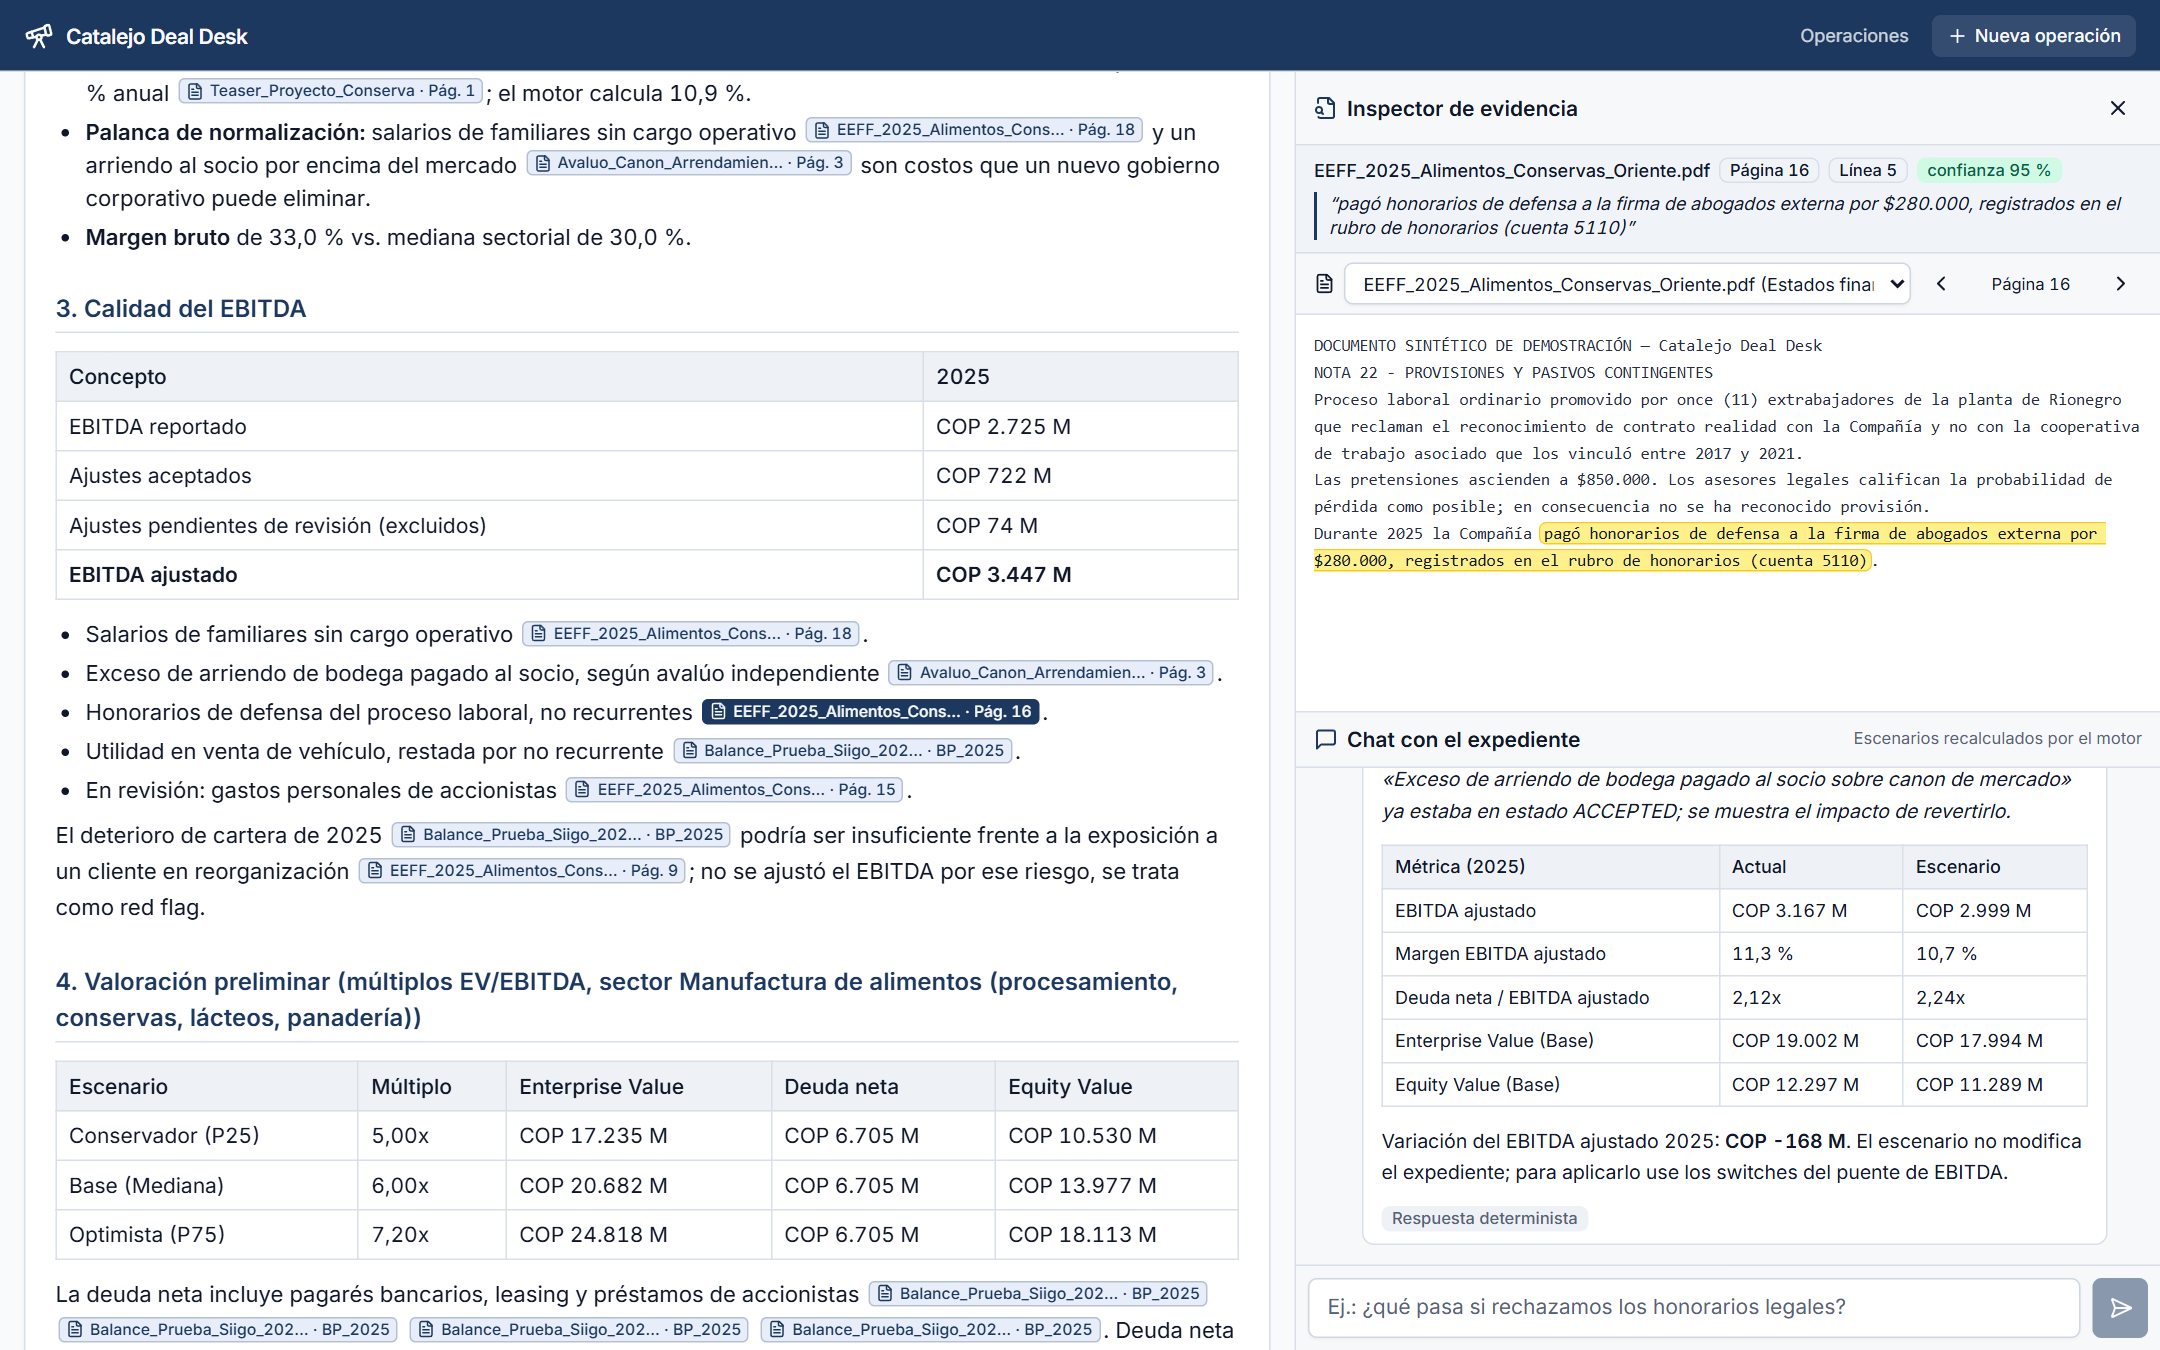 Catalejo Deal Desk
Operaciones
+ Nueva operación
% anual Teaser_Proyecto_Conserva · Pág. 1 ; el motor calcula 10,9 %.
• Palanca de normalización: salarios de familiares sin cargo operativo EEFF_2025_Alimentos_Cons... · Pág. 18 y un
arriendo al socio por encima del mercado Avaluo_Canon_Arrendamien... · Pág. 3 son costos que un nuevo gobierno
corporativo puede eliminar.
• Margen bruto de 33,0 % vs. mediana sectorial de 30,0 %.
3. Calidad del EBITDA
Concepto 2025
EBITDA reportado COP 2.725 M
Ajustes aceptados COP 722 M
Ajustes pendientes de revisión (excluidos) COP 74 M
EBITDA ajustado COP 3.447 M
• Salarios de familiares sin cargo operativo EEFF_2025_Alimentos_Cons... · Pág. 18 .
• Exceso de arriendo de bodega pagado al socio, según avalúo independiente Avaluo_Canon_Arrendamien... · Pág. 3 .
• Honorarios de defensa del proceso laboral, no recurrentes EEFF_2025_Alimentos_Cons... · Pág. 16 .
• Utilidad en venta de vehículo, restada por no recurrente Balance_Prueba_Siigo_202... · BP_2025 .
• En revisión: gastos personales de accionistas EEFF_2025_Alimentos_Cons... · Pág. 15 .
El deterioro de cartera de 2025 Balance_Prueba_Siigo_202... · BP_2025 podría ser insuficiente frente a la exposición a
un cliente en reorganización EEFF_2025_Alimentos_Cons... · Pág. 9 ; no se ajustó el EBITDA por ese riesgo, se trata
como red flag.
4. Valoración preliminar (múltiplos EV/EBITDA, sector Manufactura de alimentos (procesamiento,
conservas, lácteos, panadería))
Escenario Múltiplo Enterprise Value Deuda neta Equity Value
Conservador (P25) 5,00x COP 17.235 M COP 6.705 M COP 10.530 M
Base (Mediana) 6,00x COP 20.682 M COP 6.705 M COP 13.977 M
Optimista (P75) 7,20x COP 24.818 M COP 6.705 M COP 18.113 M
La deuda neta incluye pagarés bancarios, leasing y préstamos de accionistas Balance_Prueba_Siigo_202... · BP_2025
Balance_Prueba_Siigo_202... · BP_2025 Balance_Prueba_Siigo_202... · BP_2025 Balance_Prueba_Siigo_202... · BP_2025 . Deuda neta
Inspector de evidencia
EEFF_2025_Alimentos_Conservas_Oriente.pdf Página 16 Línea 5 confianza 95 %
“pagó honorarios de defensa a la firma de abogados externa por $280.000, registrados en el
rubro de honorarios (cuenta 5110)”
EEFF_2025_Alimentos_Conservas_Oriente.pdf (Estados finan
Página 16
DOCUMENTO SINTÉTICO DE DEMOSTRACIÓN — Catalejo Deal Desk
NOTA 22 - PROVISIONES Y PASIVOS CONTINGENTES
Proceso laboral ordinario promovido por once (11) extrabajadores de la planta de Rionegro
que reclaman el reconocimiento de contrato realidad con la Compañía y no con la cooperativa
de trabajo asociado que los vinculó entre 2017 y 2021.
Las pretensiones ascienden a $850.000. Los asesores legales califican la probabilidad de
pérdida como posible; en consecuencia no se ha reconocido provisión.
Durante 2025 la Compañía pagó honorarios de defensa a la firma de abogados externa por
$280.000, registrados en el rubro de honorarios (cuenta 5110).
Chat con el expediente
Escenarios recalculados por el motor
«Exceso de arriendo de bodega pagado al socio sobre canon de mercado»
ya estaba en estado ACCEPTED; se muestra el impacto de revertirlo.
Métrica (2025) Actual Escenario
EBITDA ajustado COP 3.167 M COP 2.999 M
Margen EBITDA ajustado 11,3 % 10,7 %
Deuda neta / EBITDA ajustado 2,12x 2,24x
Enterprise Value (Base) COP 19.002 M COP 17.994 M
Equity Value (Base) COP 12.297 M COP 11.289 M
Variación del EBITDA ajustado 2025: COP -168 M. El escenario no modifica
el expediente; para aplicarlo use los switches del puente de EBITDA.
Respuesta determinista
Ej.: ¿qué pasa si rechazamos los honorarios legales?